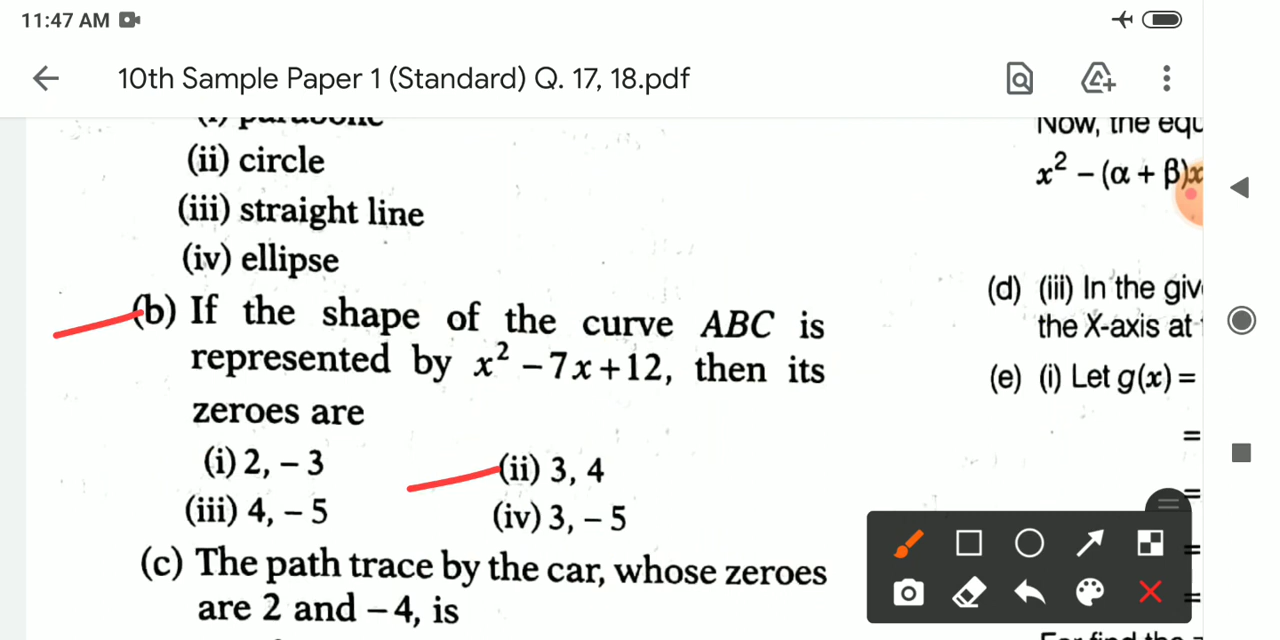 11:47 AM
10th Sample Paper 1 (Standard) Q. 17, 18.pdf
(ii) circle
(iii) straight line
(iv) ellipse
(b) If the shape of the curve ABC is
represented by x² – 7x + 12, then its
zeroes are
(i) 2, – 3
(ii) 3, 4
(iii) 4, – 5
(iv) 3, – 5
(c) The path trace by the car, whose zeroes
are 2 and – 4, is
Now, the equ
x² – (α + β)x
(d) (iii) In the giv
the X-axis at
(e) (i) Let g(x) =
=
=
=
=